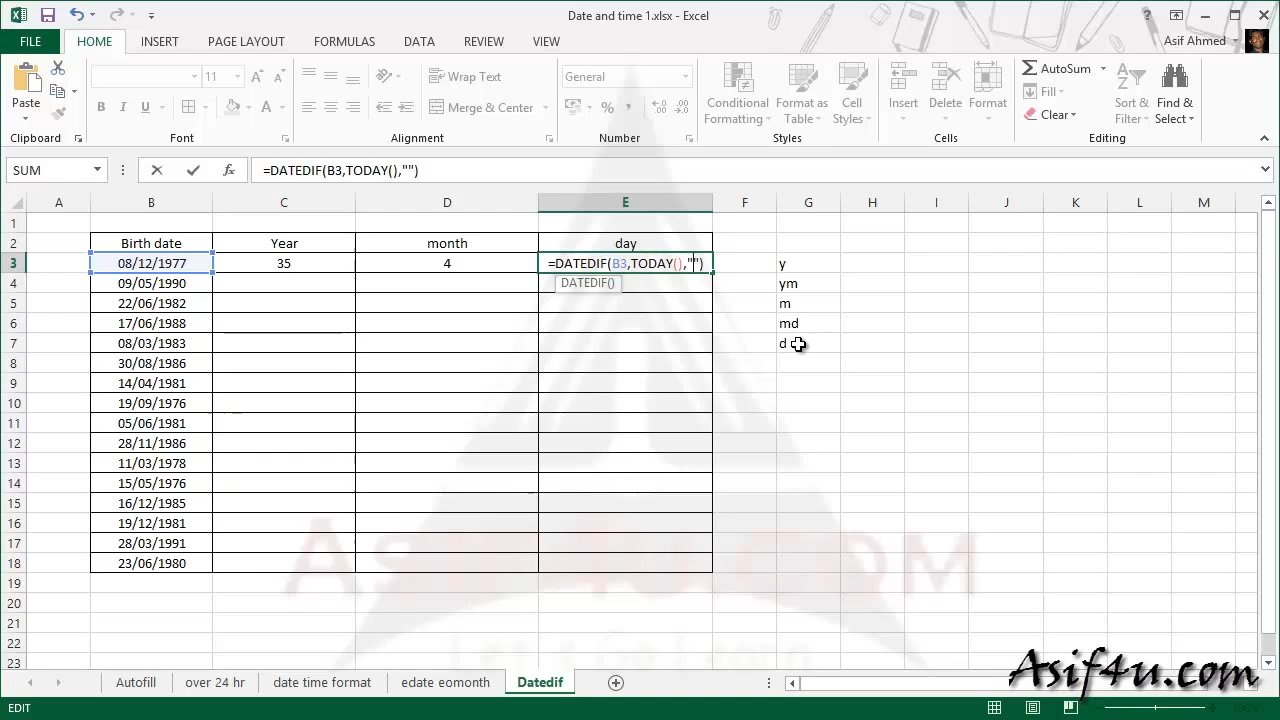 Date and time 1.xlsx - Excel
FILE HOME INSERT PAGE LAYOUT FORMULAS DATA REVIEW VIEW Asif Ahmed
11 Wrap Text General AutoSum
Paste Merge & Center Conditional Formatting Format as Table Cell Styles Insert Delete Format Fill Clear Sort & Filter Find & Select
Clipboard Font Alignment Number Styles Cells Editing
SUM =DATEDIF(B3,TODAY(),"")
A B C D E F G H I J K L M
1
2 Birth date Year month day
3 08/12/1977 35 4 =DATEDIF(B3,TODAY(),"") y
4 09/05/1990 DATEDIF() ym
5 22/06/1982 m
6 17/06/1988 md
7 08/03/1983 d
8 30/08/1986
9 14/04/1981
10 19/09/1976
11 05/06/1981
12 28/11/1986
13 11/03/1978
14 15/05/1976
15 16/12/1985
16 19/12/1981
17 28/03/1991
18 23/06/1980
19
20
21
22
23
Asif4u.com
Asif4u.com
Autofill over 24 hr date time format edate eomonth Datedif
EDIT